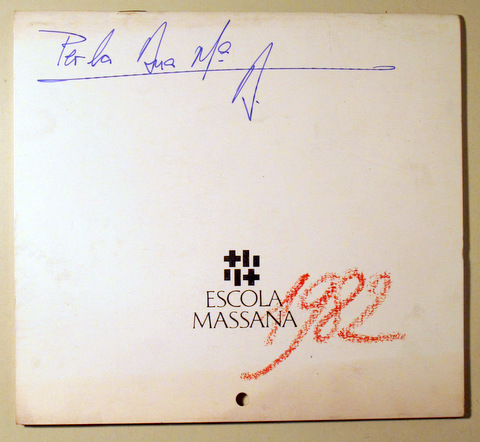 Per la Ana Mª
A.
ESCOLA
MASSANA
1982